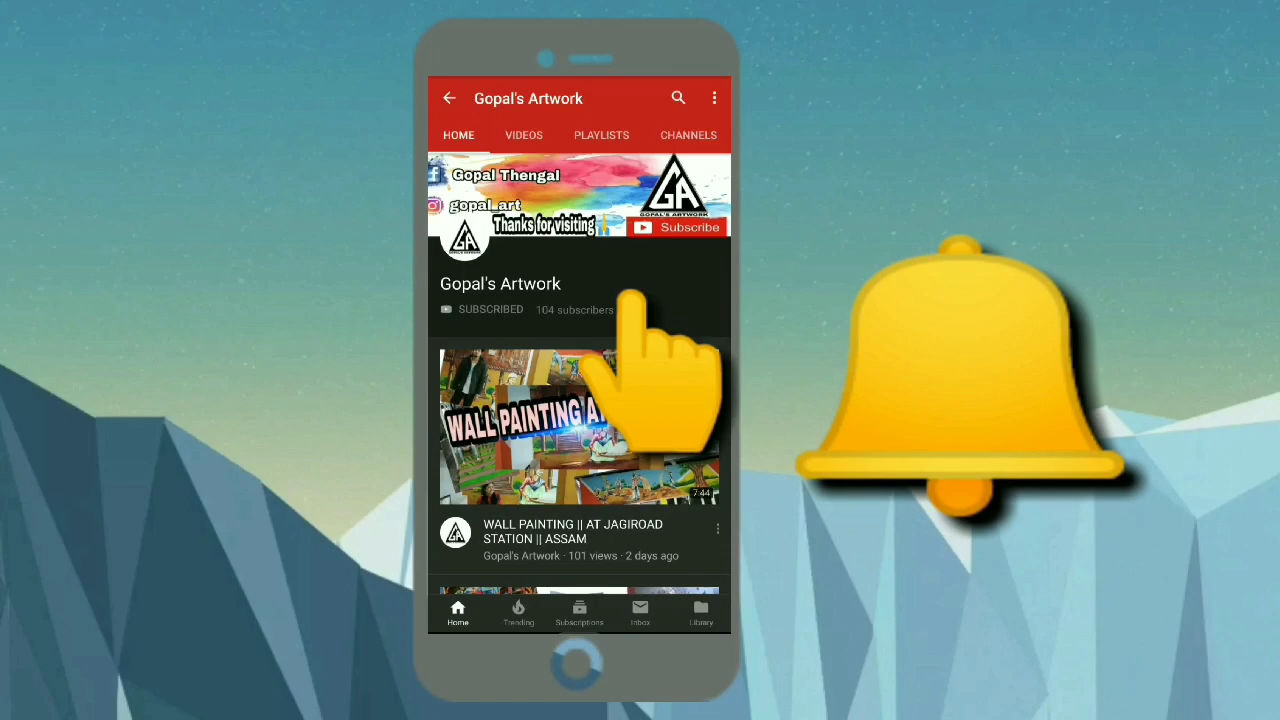 Gopal's Artwork
HOME VIDEOS PLAYLISTS CHANNELS
Gopal Thengal
gopal_art
Thanks for visiting
GA
GOPAL'S ARTWORK
Subscribe
Gopal's Artwork
SUBSCRIBED 104 subscribers
WALL PAINTING A
7:44
WALL PAINTING || AT JAGIROAD
STATION || ASSAM
Gopal's Artwork · 101 views · 2 days ago
Home Trending Subscriptions Inbox Library